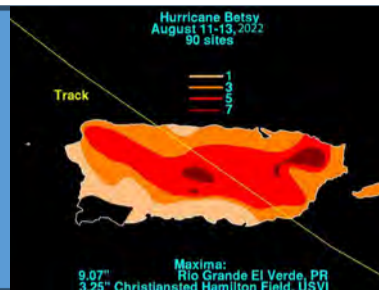 Hurricane Betsy
August 11-13, 2022
90 sites
1
3
5
7
Track
Maxima:
9.07" Rio Grande El Verde, PR
3.25" Christiansted Hamilton Field, USVI